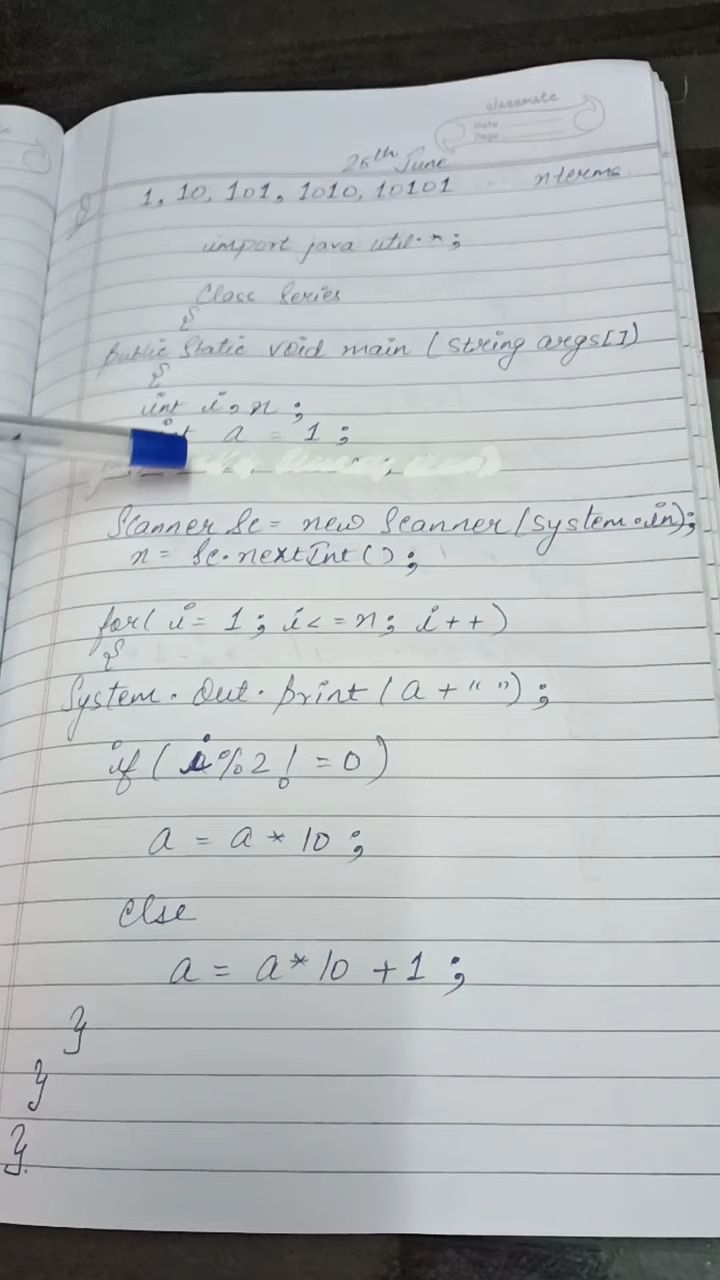 classmate
Date
Page
25th June
Q 1, 10, 101, 1010, 10101 n terms
import java util.*;
Class Series
{
public Static void main (String args[])
{
int i, n ;
int a = 1 ;
Scanner Sc = new Scanner (System.in);
n = Sc.nextInt();
for( i = 1 ; i < = n ; i + + )
{
System. Out. print ( a + " " ) ;
if ( i % 2 ! = 0 )
a = a * 10 ;
else
a = a * 10 + 1 ;
}
}
}